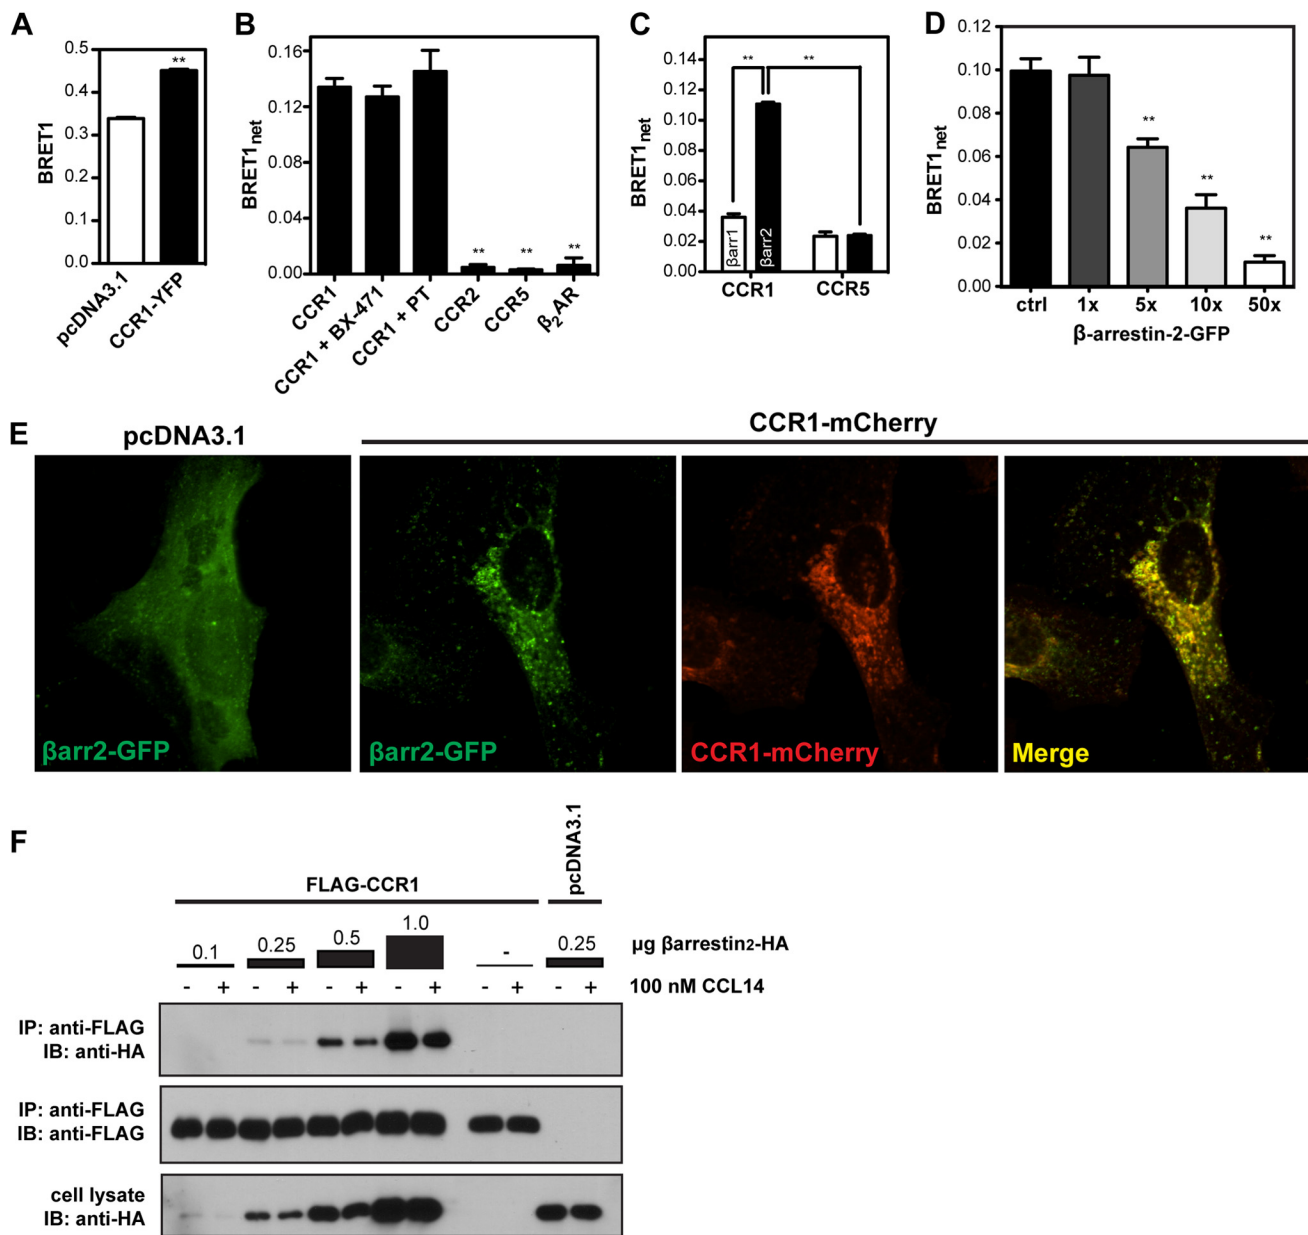 A
BRET1
0.5
0.4
0.3
0.2
0.1
0.0
**
pcDNA3.1
CCR1-YFP
B
BRET1net
0.16
0.12
0.08
0.04
0.00
**
**
**
CCR1
CCR1 + BX-471
CCR1 + PT
CCR2
CCR5
β2AR
C
BRET1net
0.14
0.12
0.10
0.08
0.06
0.04
0.02
0.00
**
**
βarr1
βarr2
CCR1
CCR5
D
BRET1net
0.12
0.10
0.08
0.06
0.04
0.02
0.00
**
**
**
ctrl 1x 5x 10x 50x
β-arrestin-2-GFP
E
pcDNA3.1
CCR1-mCherry
βarr2-GFP
βarr2-GFP
CCR1-mCherry
Merge
F
FLAG-CCR1
pcDNA3.1
0.1 0.25 0.5 1.0 - 0.25
µg βarrestin2-HA
- + - + - + - + - + - +
100 nM CCL14
IP: anti-FLAG
IB: anti-HA
IP: anti-FLAG
IB: anti-FLAG
cell lysate
IB: anti-HA